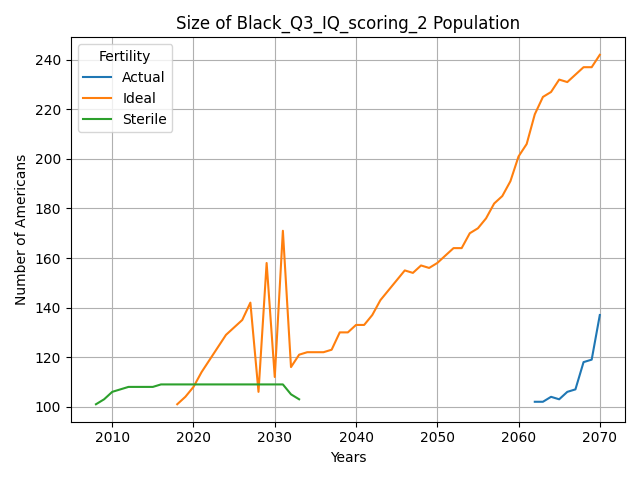 Size of Black_Q3_IQ_scoring_2 Population
Fertility
Actual
Ideal
Sterile
240
220
200
180
160
140
120
100
Number of Americans
2010 2020 2030 2040 2050 2060 2070
Years